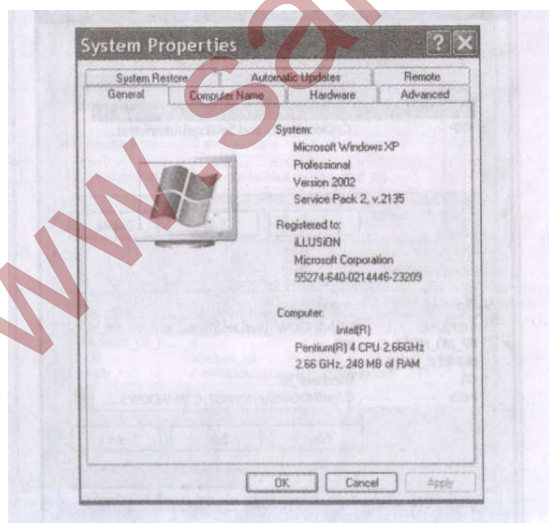 System Properties
System Restore Automatic Updates Remote
General Computer Name Hardware Advanced
System:
Microsoft Windows XP
Professional
Version 2002
Service Pack 2, v.2135
Registered to:
iLLUSiON
Microsoft Corporation
55274-640-0214446-23209
Computer:
Intel(R)
Pentium(R) 4 CPU 2.66GHz
2.66 GHz, 248 MB of RAM
OK Cancel Apply
www.sa